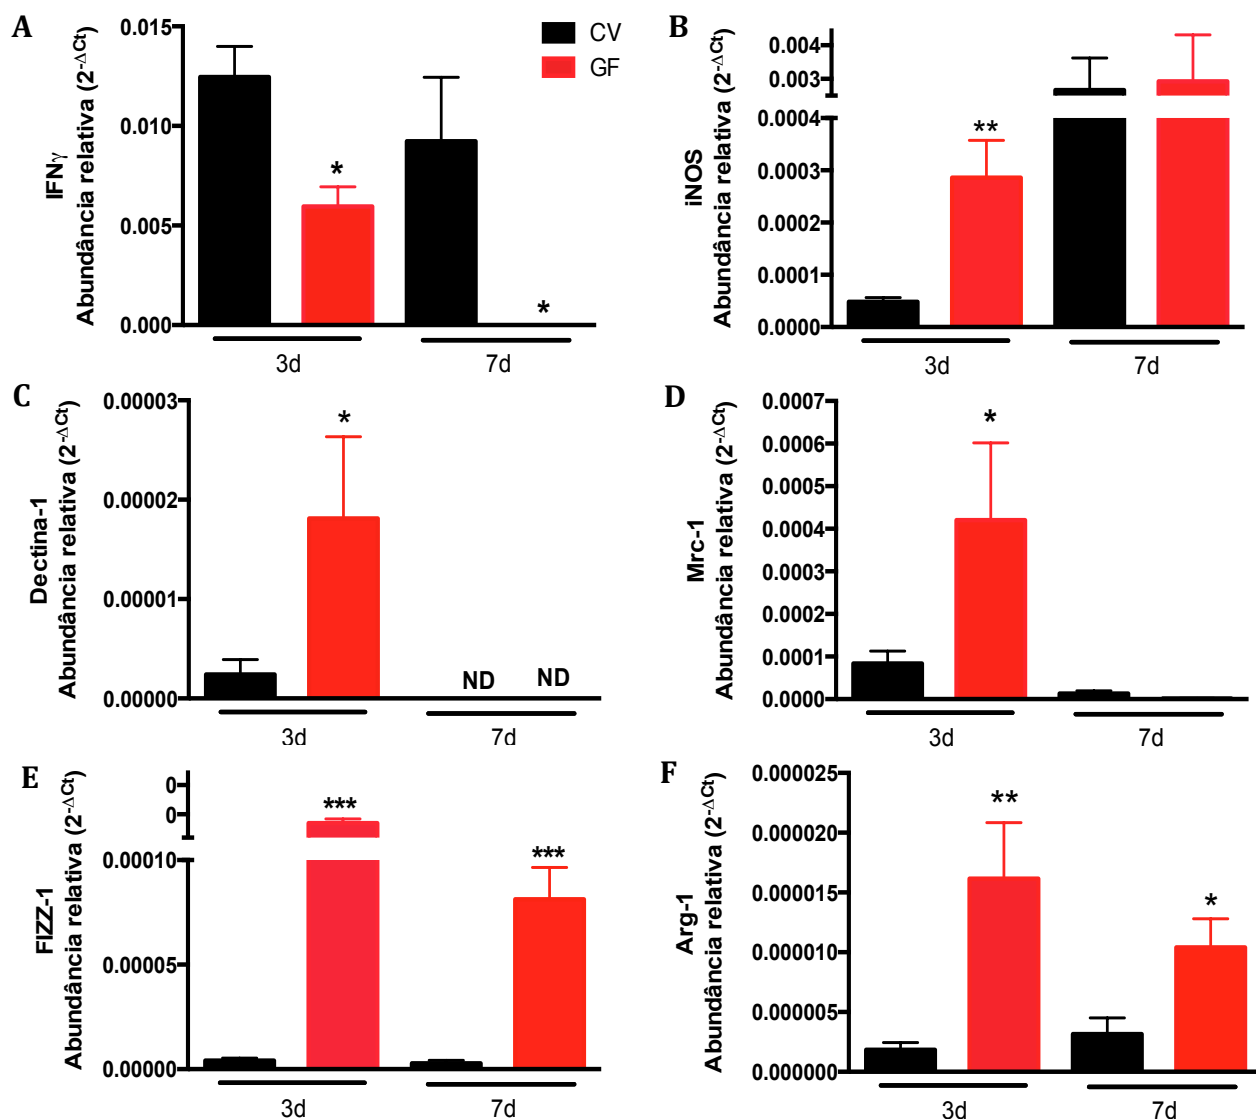 A
IFNγ
Abundância relativa (2^-ΔCt)
0.015
0.010
0.005
0.000
*
*
3d
7d
CV
GF
B
iNOS
Abundância relativa (2^-ΔCt)
0.004
0.003
0.0004
0.0003
0.0002
0.0001
0.0000
**
3d
7d
C
Dectina-1
Abundância relativa (2^-ΔCt)
0.00003
0.00002
0.00001
0.00000
*
ND
ND
3d
7d
D
Mrc-1
Abundância relativa (2^-ΔCt)
0.0007
0.0006
0.0005
0.0004
0.0003
0.0002
0.0001
0.0000
*
3d
7d
E
FIZZ-1
Abundância relativa (2^-ΔCt)
0
0
0.00010
0.00005
0.00000
***
***
3d
7d
F
Arg-1
Abundância relativa (2^-ΔCt)
0.000025
0.000020
0.000015
0.000010
0.000005
0.000000
**
*
3d
7d